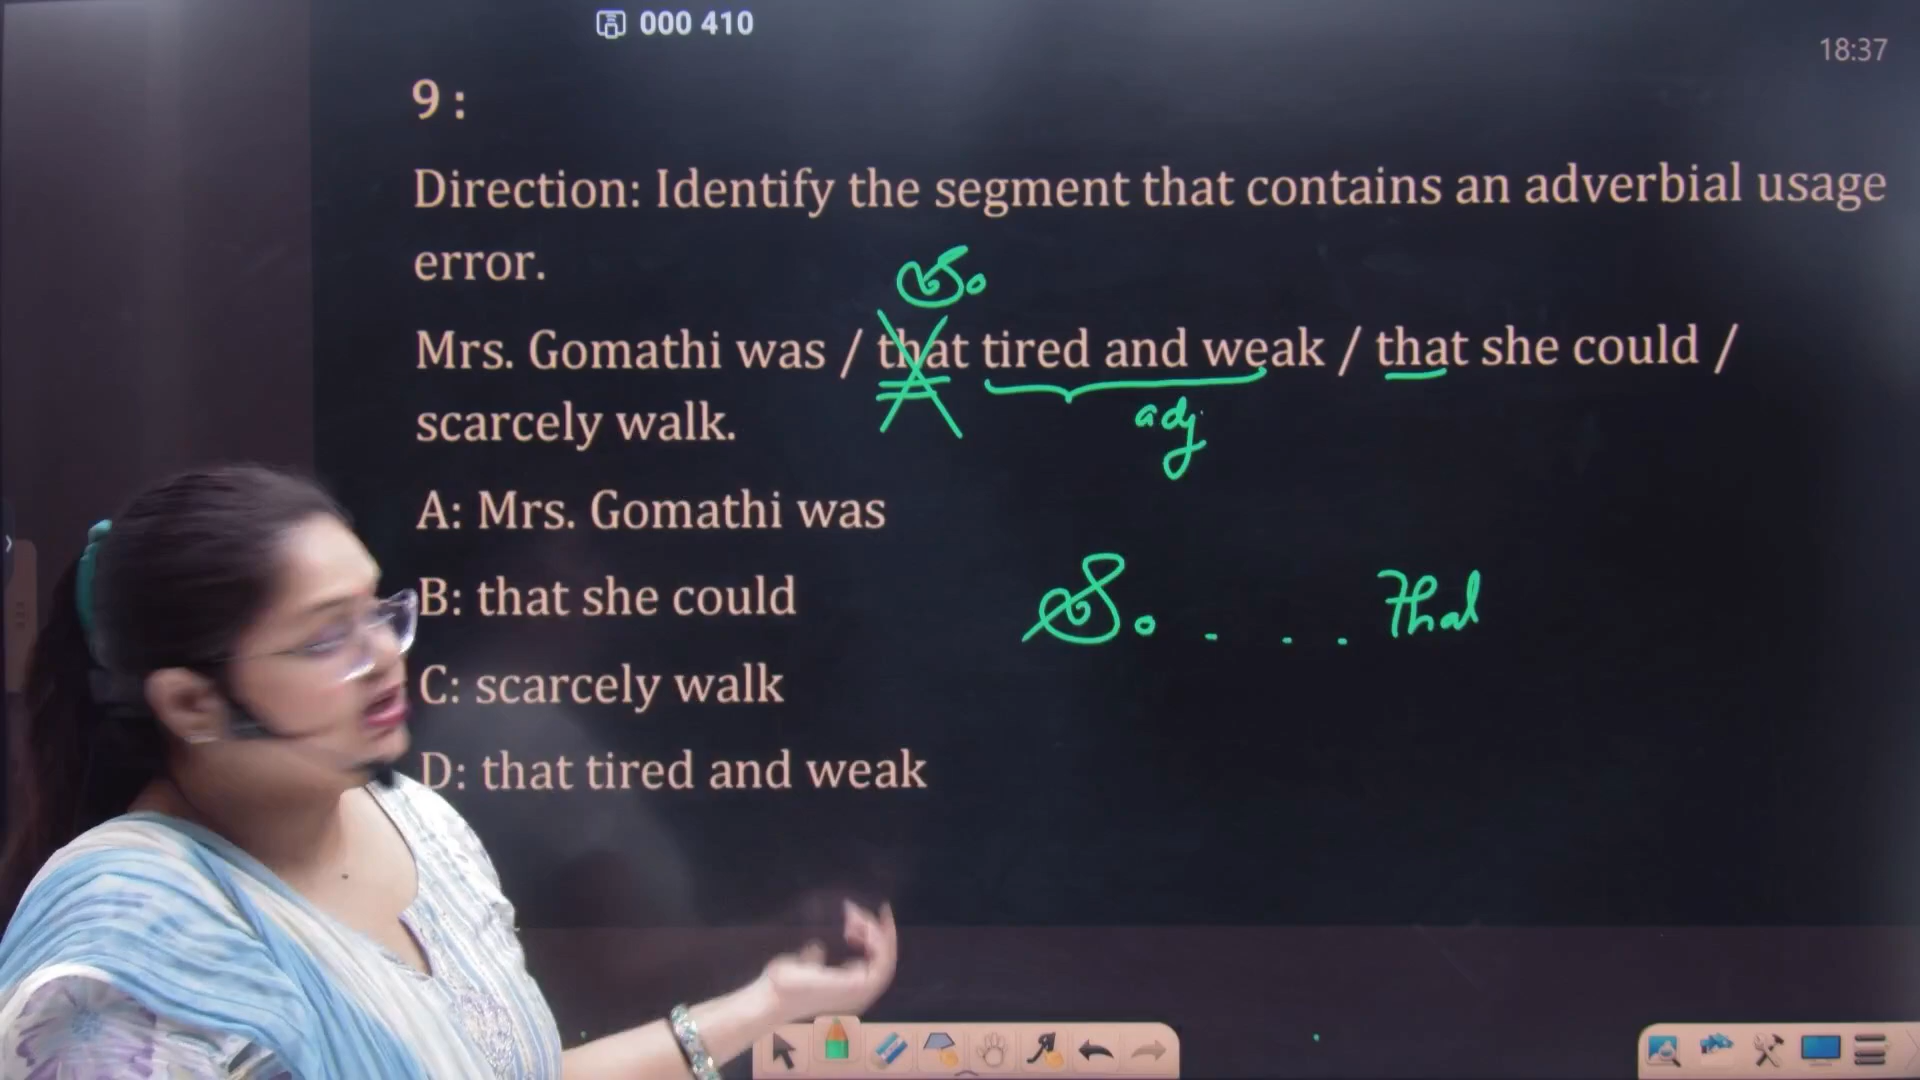 000 410
18:37
9 :
Direction: Identify the segment that contains an adverbial usage
error.
So
Mrs. Gomathi was / that tired and weak / that she could /
adj
scarcely walk.
A: Mrs. Gomathi was
B: that she could
So . . . that
C: scarcely walk
D: that tired and weak